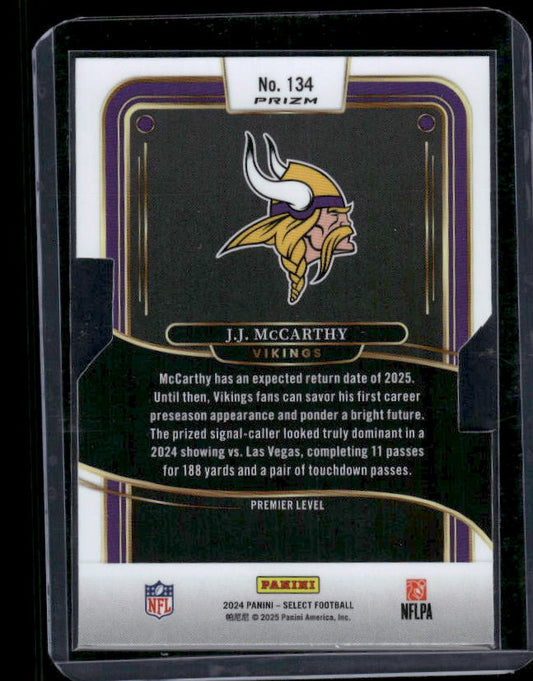 No. 134
PRIZM
J.J. McCARTHY
VIKINGS
McCarthy has an expected return date of 2025.
Until then, Vikings fans can savor his first career
preseason appearance and ponder a bright future.
The prized signal-caller looked truly dominant in a
2024 showing vs. Las Vegas, completing 11 passes
for 188 yards and a pair of touchdown passes.
PREMIER LEVEL
NFL
PANINI
NFLPA
2024 PANINI – SELECT FOOTBALL
帕尼尼 © 2025 Panini America, Inc.